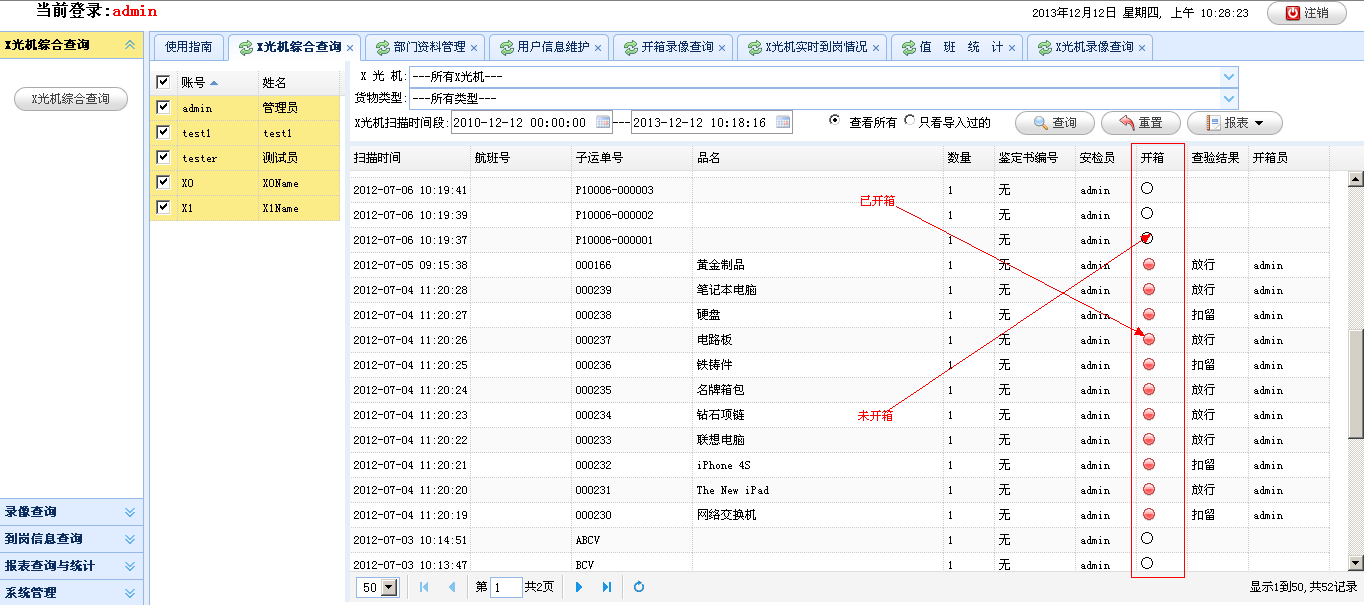 当前登录:admin
2013年12月12日 星期四, 上午 10:28:23
注销
X光机综合查询
使用指南
X光机综合查询
部门资料管理
用户信息维护
开箱录像查询
X光机实时到岗情况
值 班 统 计
X光机录像查询
X光机综合查询
账号 姓名
admin 管理员
test1 test1
tester 测试员
X0 X0Name
X1 X1Name
X 光 机: ---所有X光机---
货物类型: ---所有类型---
X光机扫描时间段: 2010-12-12 00:00:00 --- 2013-12-12 10:18:16 查看所有 只看导入过的 查询 重置 报表
扫描时间 航班号 子运单号 品名 数量 鉴定书编号 安检员 开箱 查验结果 开箱员
2012-07-06 10:19:41 P10006-000003 1 无 admin
已开箱
2012-07-06 10:19:39 P10006-000002 1 无 admin
2012-07-06 10:19:37 P10006-000001 1 无 admin
2012-07-05 09:15:38 000166 黄金制品 1 无 admin 放行 admin
2012-07-04 11:20:28 000239 笔记本电脑 1 无 admin 放行 admin
2012-07-04 11:20:27 000238 硬盘 1 无 admin 扣留 admin
2012-07-04 11:20:26 000237 电路板 1 无 admin 放行 admin
2012-07-04 11:20:25 000236 铁铸件 1 无 admin 扣留 admin
2012-07-04 11:20:24 000235 名牌箱包 1 无 admin 放行 admin
2012-07-04 11:20:23 000234 钻石项链 1 无 admin 放行 admin
未开箱
2012-07-04 11:20:22 000233 联想电脑 1 无 admin 放行 admin
2012-07-04 11:20:21 000232 iPhone 4S 1 无 admin 扣留 admin
2012-07-04 11:20:20 000231 The New iPad 1 无 admin 放行 admin
2012-07-04 11:20:19 000230 网络交换机 1 无 admin 扣留 admin
2012-07-03 10:14:51 ABCV 1 无 admin
2012-07-03 10:13:47 BCV 1 无 admin
录像查询
到岗信息查询
报表查询与统计
系统管理
50 第 1 共2页 显示1到50,共52记录